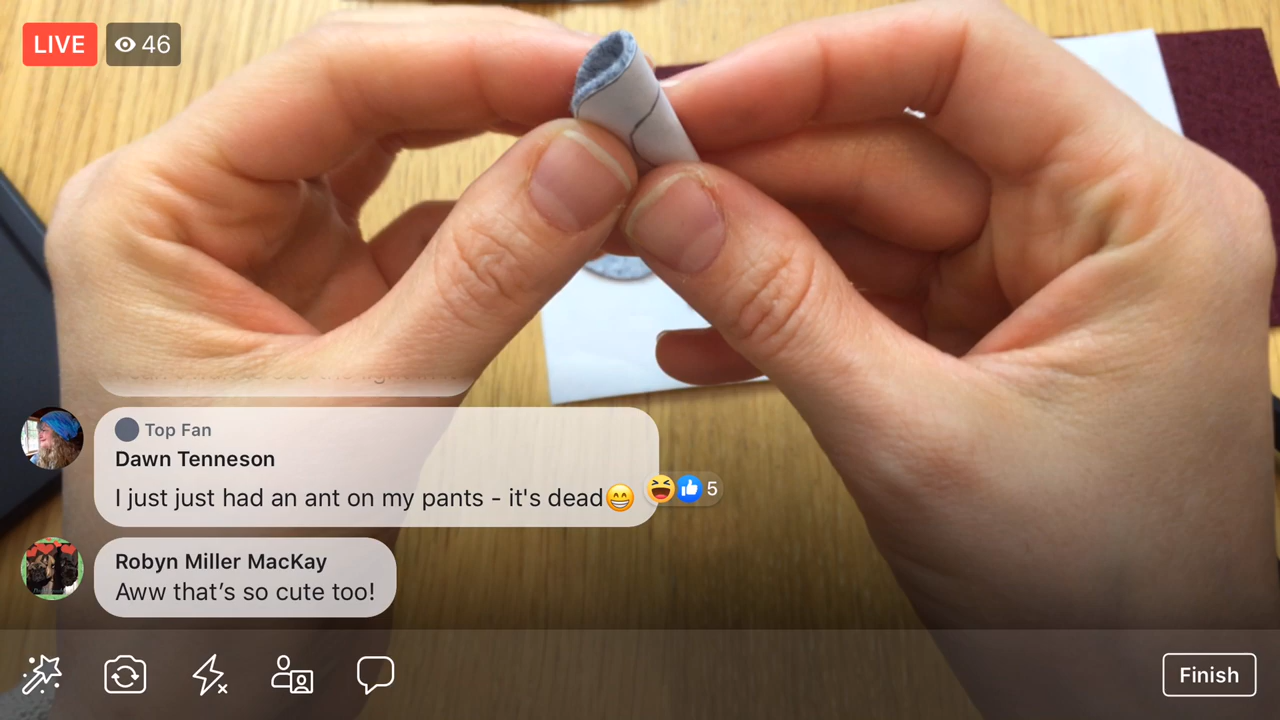 LIVE
46
Top Fan
Dawn Tenneson
I just just had an ant on my pants - it's dead😁
5
Robyn Miller MacKay
Aww that's so cute too!
Finish